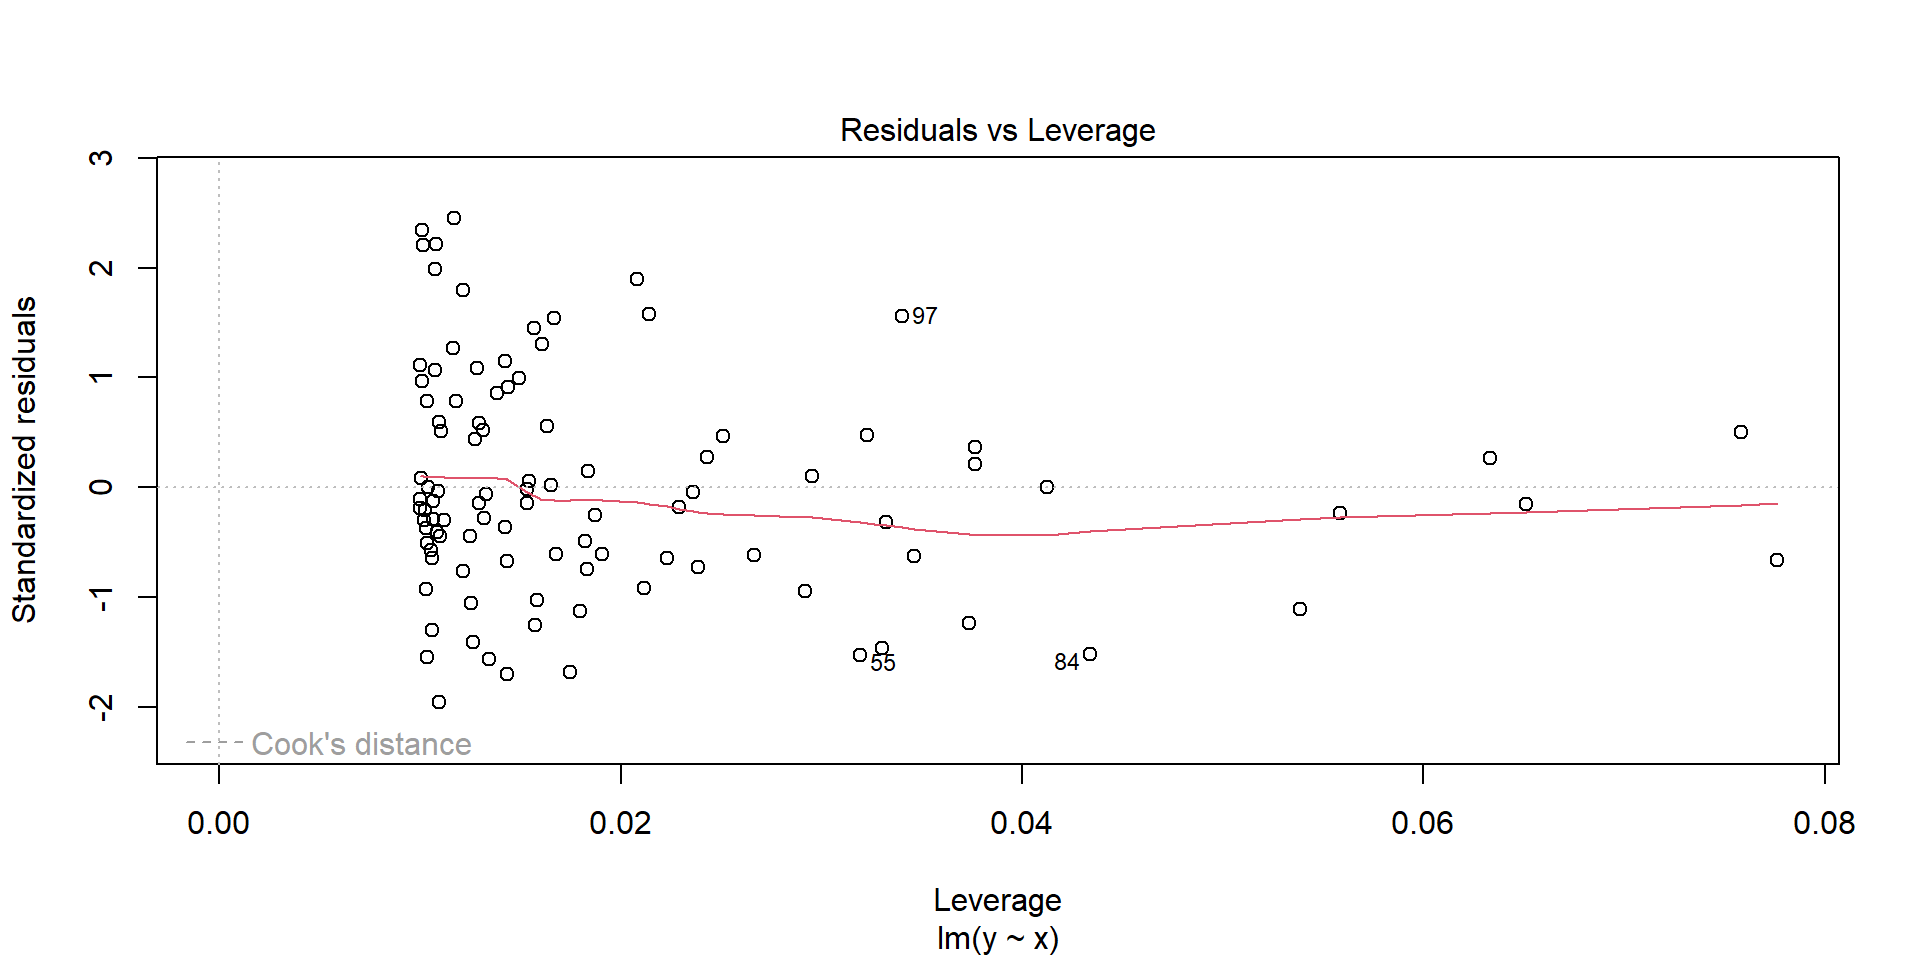 Residuals vs Leverage
Standardized residuals
3
2
1
0
-1
-2
97
55
84
Cook's distance
0.00 0.02 0.04 0.06 0.08
Leverage
lm(y ~ x)